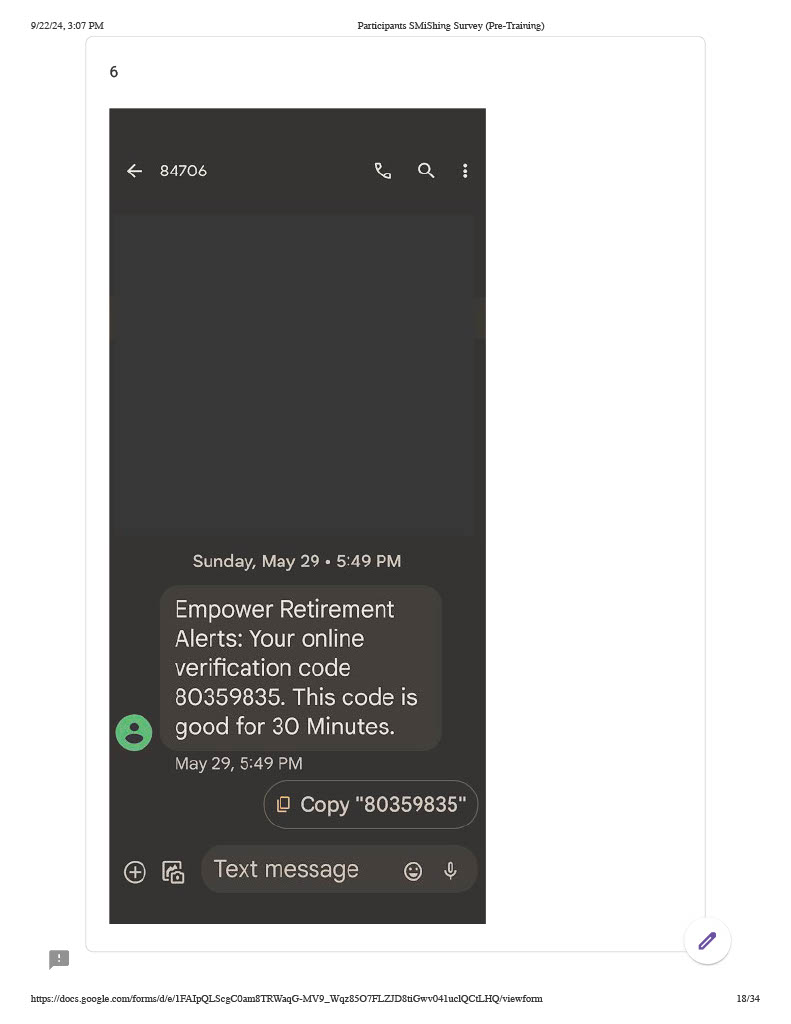 9/22/24, 3:07 PM
Participants SMiShing Survey (Pre-Training)
6
84706
Sunday, May 29 • 5:49 PM
Empower Retirement
Alerts: Your online
verification code
80359835. This code is
good for 30 Minutes.
May 29, 5:49 PM
Copy "80359835"
Text message
https://docs.google.com/forms/d/e/1FAIpQLScgC0am8TRWaqG-MV9_Wqz85O7FLZJD8tiGwv041uclQCtLHQ/viewform
18/34